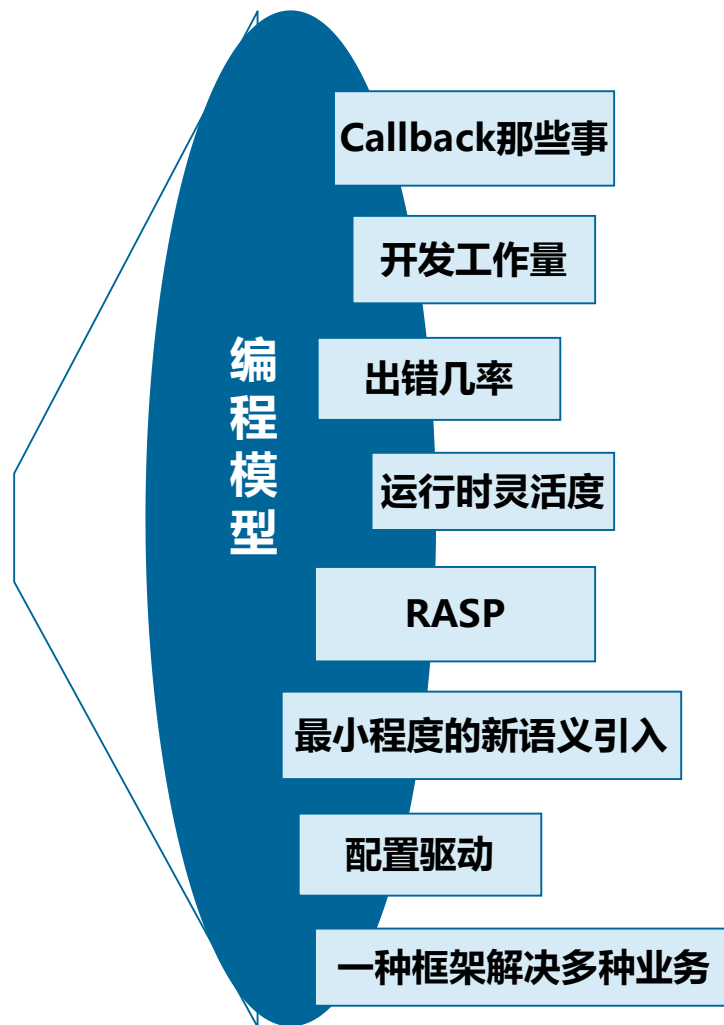 编程模型
Callback那些事
开发工作量
出错几率
运行时灵活度
RASP
最小程度的新语义引入
配置驱动
一种框架解决多种业务